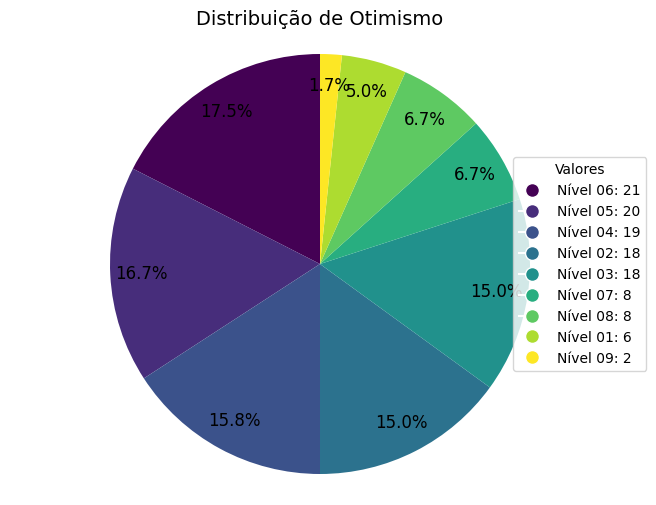 Distribuição de Otimismo
1.7%
5.0%
17.5%
6.7%
6.7%
16.7%
15.0%
15.8%
15.0%
Valores
Nível 06: 21
Nível 05: 20
Nível 04: 19
Nível 02: 18
Nível 03: 18
Nível 07: 8
Nível 08: 8
Nível 01: 6
Nível 09: 2